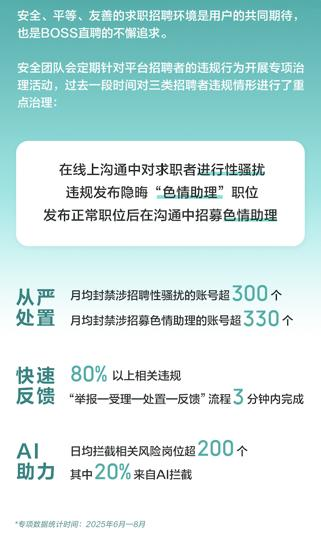 安全、平等、友善的求职招聘环境是用户的共同期待，
也是BOSS直聘的不懈追求。
安全团队会定期针对平台招聘者的违规行为开展专项治
理活动，过去一段时间对三类招聘者违规情形进行了重
点治理：
在线上沟通中对求职者进行性骚扰
违规发布隐晦“色情助理”职位
发布正常职位后在沟通中招募色情助理
从严
处置
月均封禁涉招聘性骚扰的账号超300个
月均封禁涉招募色情助理的账号超330个
快速
反馈
80%以上相关违规
“举报—受理—处置—反馈”流程3分钟内完成
AI
助力
日均拦截相关风险岗位超200个
其中20%来自AI拦截
*专项数据统计时间：2025年6月—8月